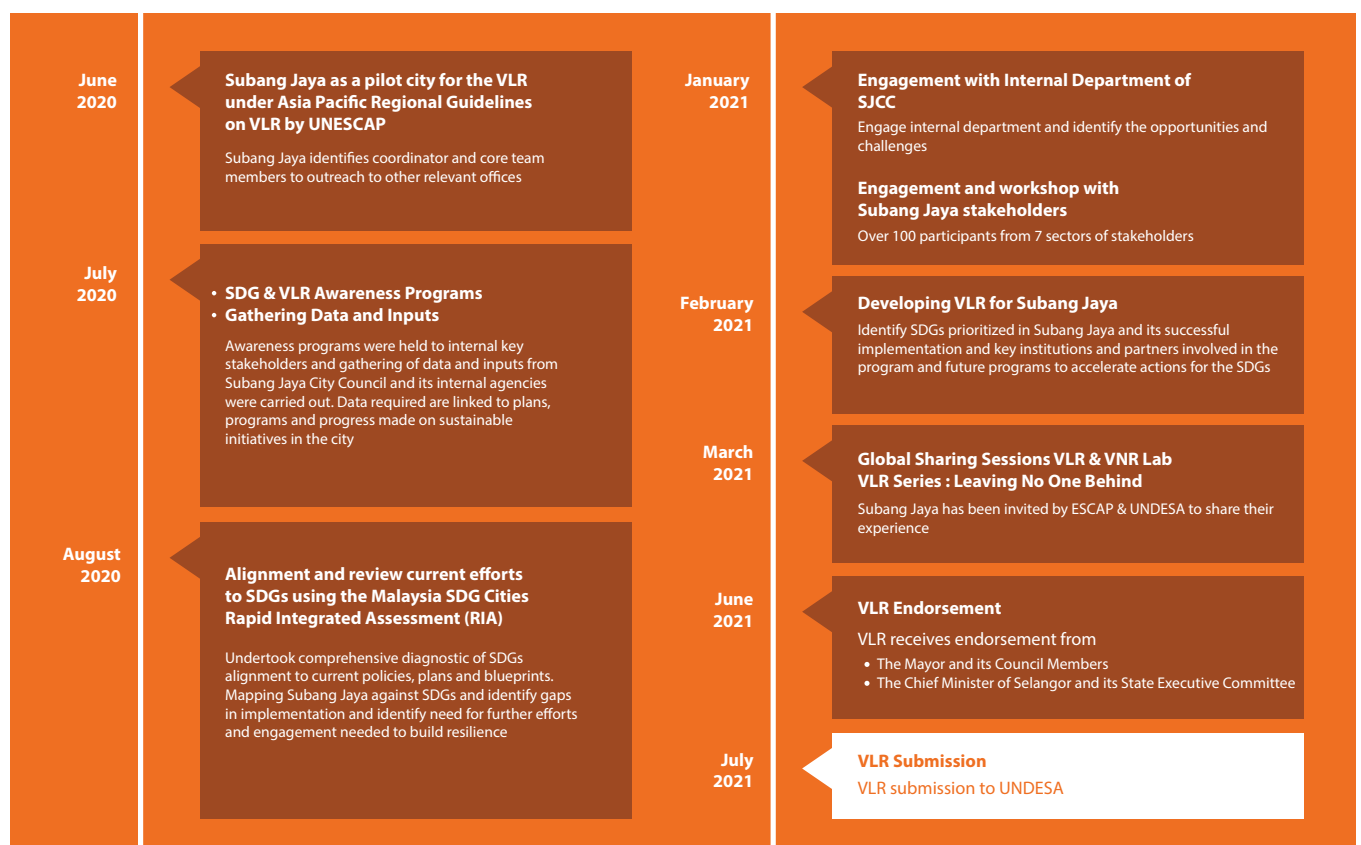 June
2020
Subang Jaya as a pilot city for the VLR
under Asia Pacific Regional Guidelines
on VLR by UNESCAP
Subang Jaya identifies coordinator and core team
members to outreach to other relevant offices
July
2020
• SDG & VLR Awareness Programs
• Gathering Data and Inputs
Awareness programs were held to internal key
stakeholders and gathering of data and inputs from
Subang Jaya City Council and its internal agencies
were carried out. Data required are linked to plans,
programs and progress made on sustainable
initiatives in the city
August
2020
Alignment and review current efforts
to SDGs using the Malaysia SDG Cities
Rapid Integrated Assessment (RIA)
Undertook comprehensive diagnostic of SDGs
alignment to current policies, plans and blueprints.
Mapping Subang Jaya against SDGs and identify gaps
in implementation and identify need for further efforts
and engagement needed to build resilience
January
2021
Engagement with Internal Department of
SJCC
Engage internal department and identify the opportunities and
challenges
Engagement and workshop with
Subang Jaya stakeholders
Over 100 participants from 7 sectors of stakeholders
February
2021
Developing VLR for Subang Jaya
Identify SDGs prioritized in Subang Jaya and its successful
implementation and key institutions and partners involved in the
program and future programs to accelerate actions for the SDGs
March
2021
Global Sharing Sessions VLR & VNR Lab
VLR Series : Leaving No One Behind
Subang Jaya has been invited by ESCAP & UNDESA to share their
experience
June
2021
VLR Endorsement
VLR receives endorsement from
• The Mayor and its Council Members
• The Chief Minister of Selangor and its State Executive Committee
July
2021
VLR Submission
VLR submission to UNDESA